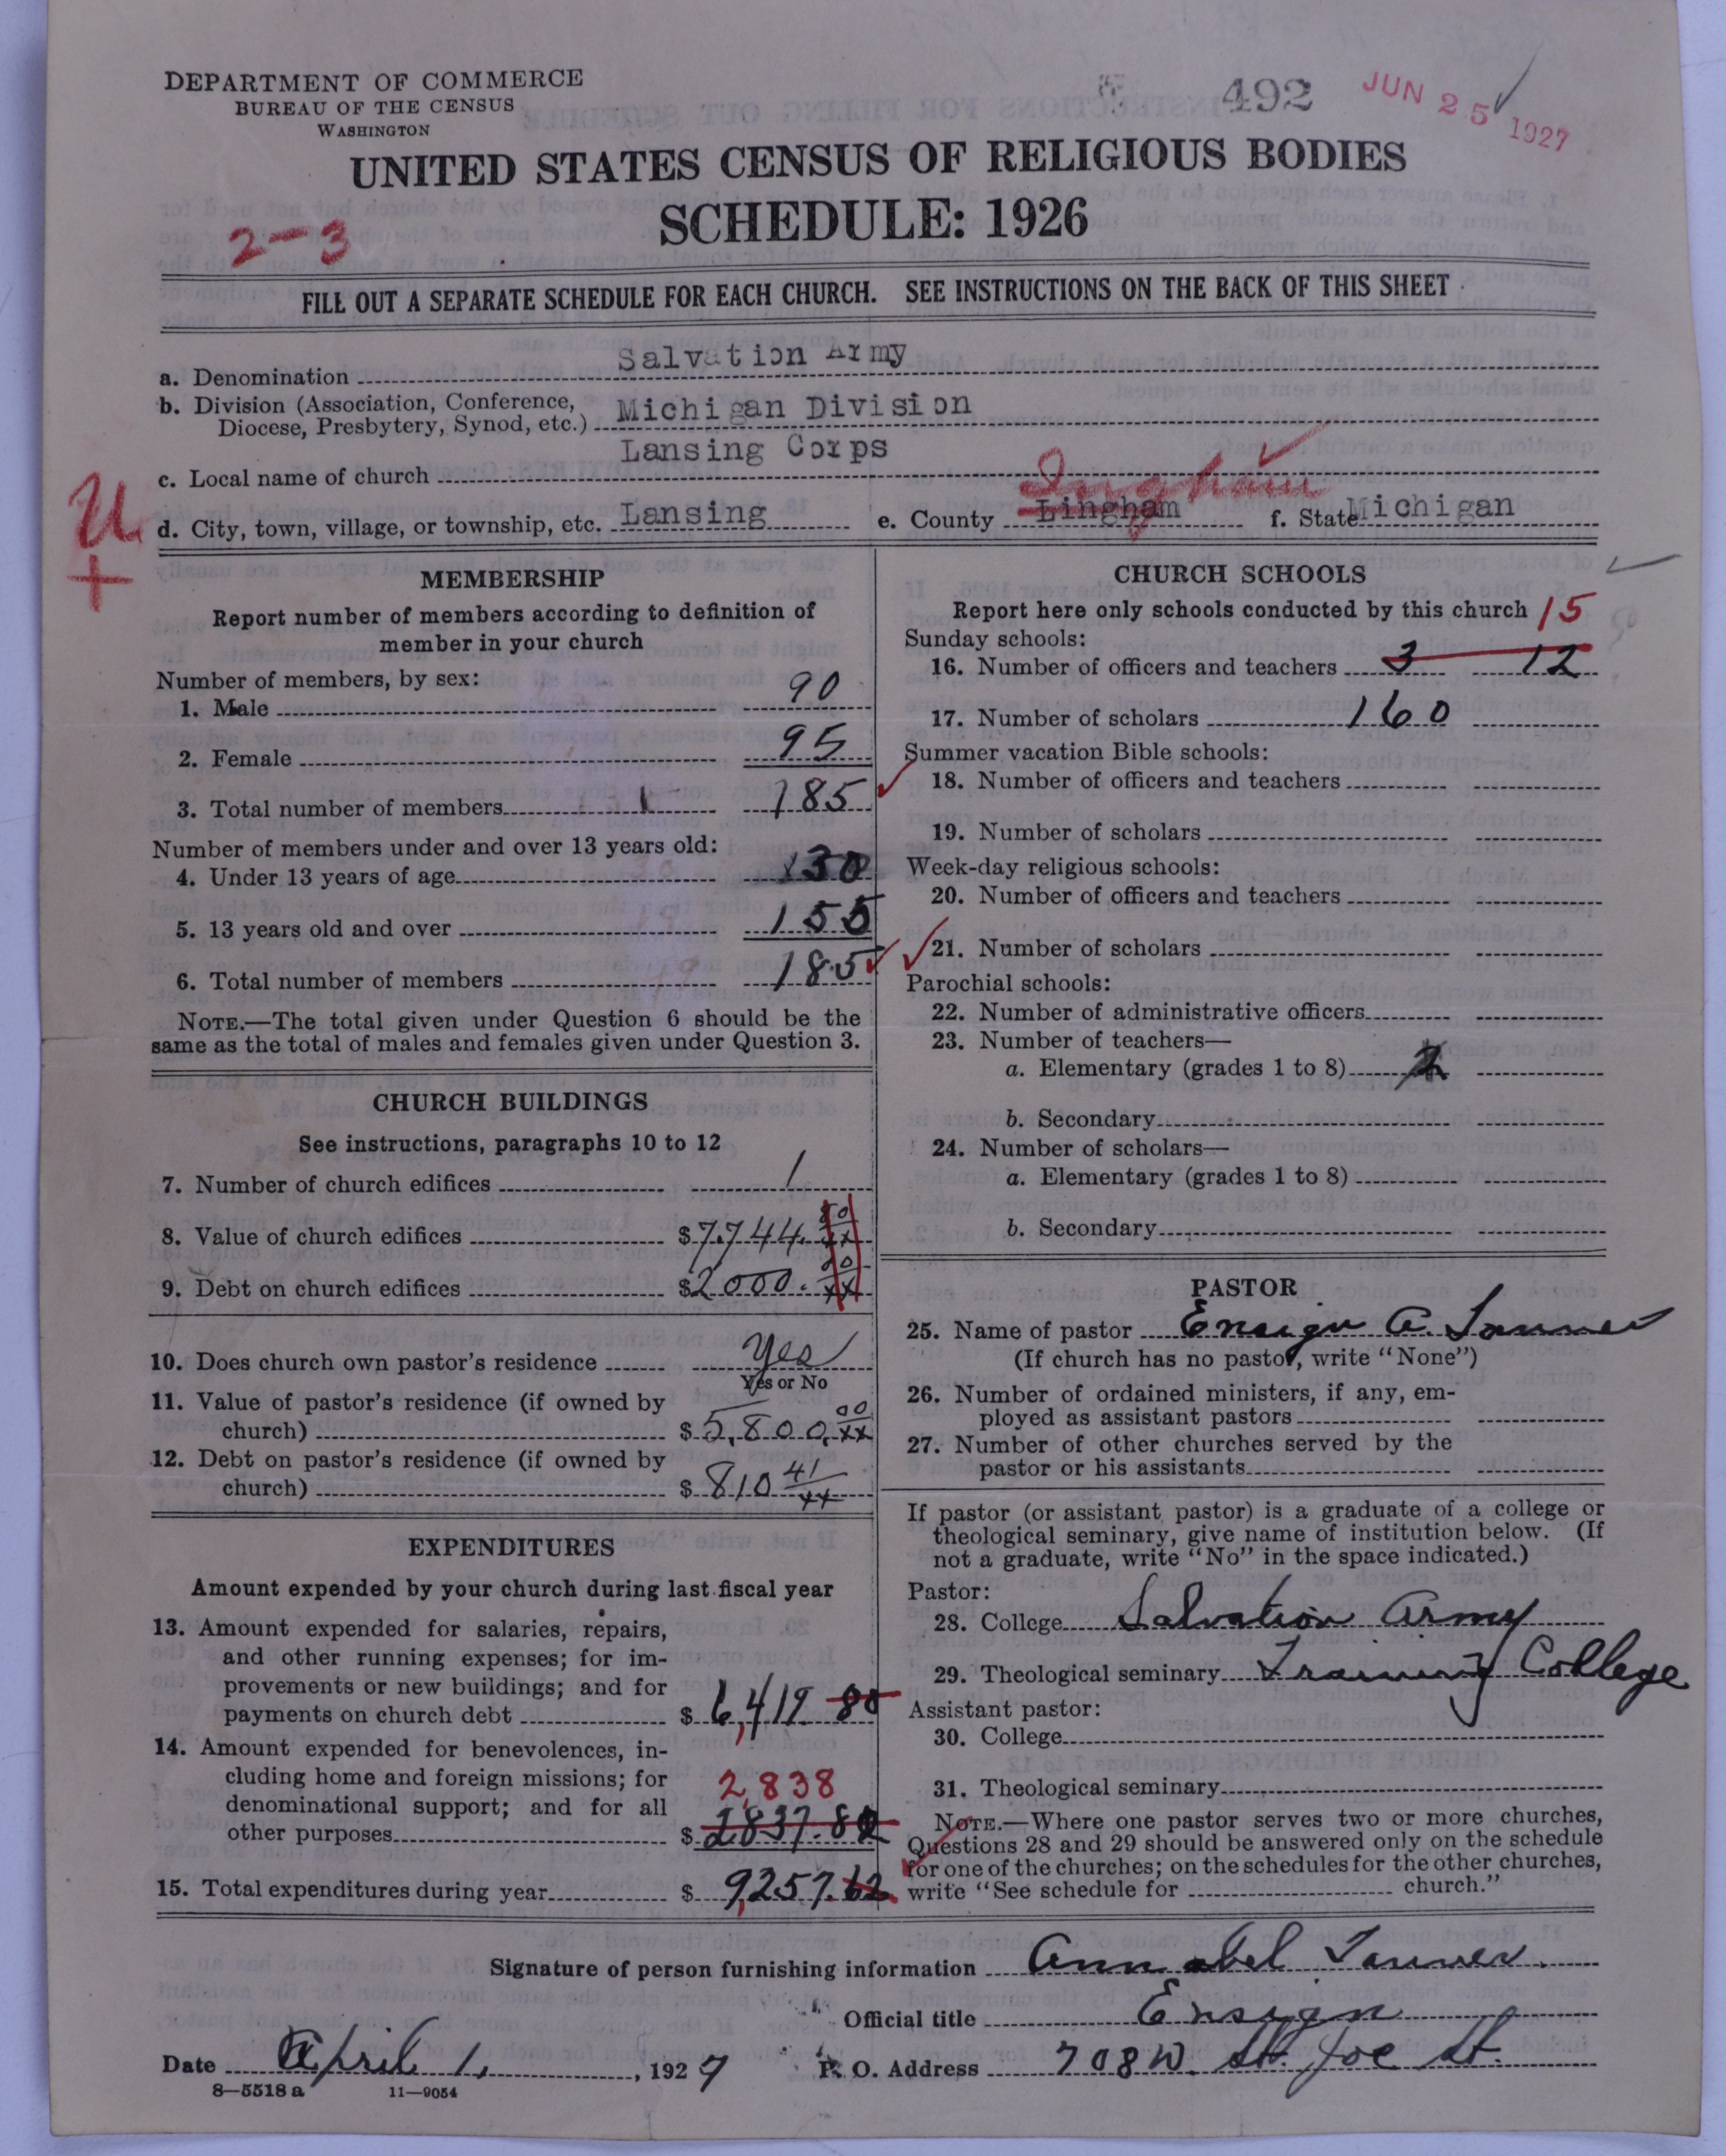 DEPARTMENT OF COMMERCE
BUREAU OF THE CENSUS
WASHINGTON
492
JUN 25 1927
UNITED STATES CENSUS OF RELIGIOUS BODIES
SCHEDULE: 1926
2-3
FILL OUT A SEPARATE SCHEDULE FOR EACH CHURCH. SEE INSTRUCTIONS ON THE BACK OF THIS SHEET
a. Denomination Salvation Army
b. Division (Association, Conference, Diocese, Presbytery, Synod, etc.) Michigan Division
c. Local name of church Lansing Corps
Ingham
U
+
d. City, town, village, or township, etc. Lansing e. County Lingham f. State Michigan
MEMBERSHIP
Report number of members according to definition of
member in your church
Number of members, by sex:
1. Male 90
2. Female 95
3. Total number of members 185
Number of members under and over 13 years old:
4. Under 13 years of age 30
5. 13 years old and over 155
6. Total number of members 185
NOTE.—The total given under Question 6 should be the
same as the total of males and females given under Question 3.
CHURCH BUILDINGS
See instructions, paragraphs 10 to 12
7. Number of church edifices 1
8. Value of church edifices $7,744. 80/xx
9. Debt on church edifices $2000. 20/xx
10. Does church own pastor's residence Yes
Yes or No
11. Value of pastor's residence (if owned by
church) $5,800, 00/xx
12. Debt on pastor's residence (if owned by
church) $810 41/xx
EXPENDITURES
Amount expended by your church during last fiscal year
13. Amount expended for salaries, repairs,
and other running expenses; for im-
provements or new buildings; and for
payments on church debt $6,419 80
14. Amount expended for benevolences, in-
cluding home and foreign missions; for
2,838
denominational support; and for all
other purposes $2837.82
15. Total expenditures during year $9,257.62
CHURCH SCHOOLS
Report here only schools conducted by this church 15
Sunday schools:
16. Number of officers and teachers 3 12
17. Number of scholars 160
Summer vacation Bible schools:
18. Number of officers and teachers
19. Number of scholars
Week-day religious schools:
20. Number of officers and teachers
21. Number of scholars
Parochial schools:
22. Number of administrative officers
23. Number of teachers—
a. Elementary (grades 1 to 8) 2
b. Secondary
24. Number of scholars—
a. Elementary (grades 1 to 8)
b. Secondary
PASTOR
25. Name of pastor Ensign A. Tanner
(If church has no pastor, write "None")
26. Number of ordained ministers, if any, em-
ployed as assistant pastors
27. Number of other churches served by the
pastor or his assistants
If pastor (or assistant pastor) is a graduate of a college or
theological seminary, give name of institution below. (If
not a graduate, write "No" in the space indicated.)
Pastor:
28. College Salvation Army
29. Theological seminary Training College
Assistant pastor:
30. College
31. Theological seminary
NOTE.—Where one pastor serves two or more churches,
Questions 28 and 29 should be answered only on the schedule
for one of the churches; on the schedules for the other churches,
write "See schedule for church."
Signature of person furnishing information Annabel Tanner.
Official title Ensign
Date April 1, , 1927 P. O. Address 708 W. St. Joe St.
8—5518 a 11—9054